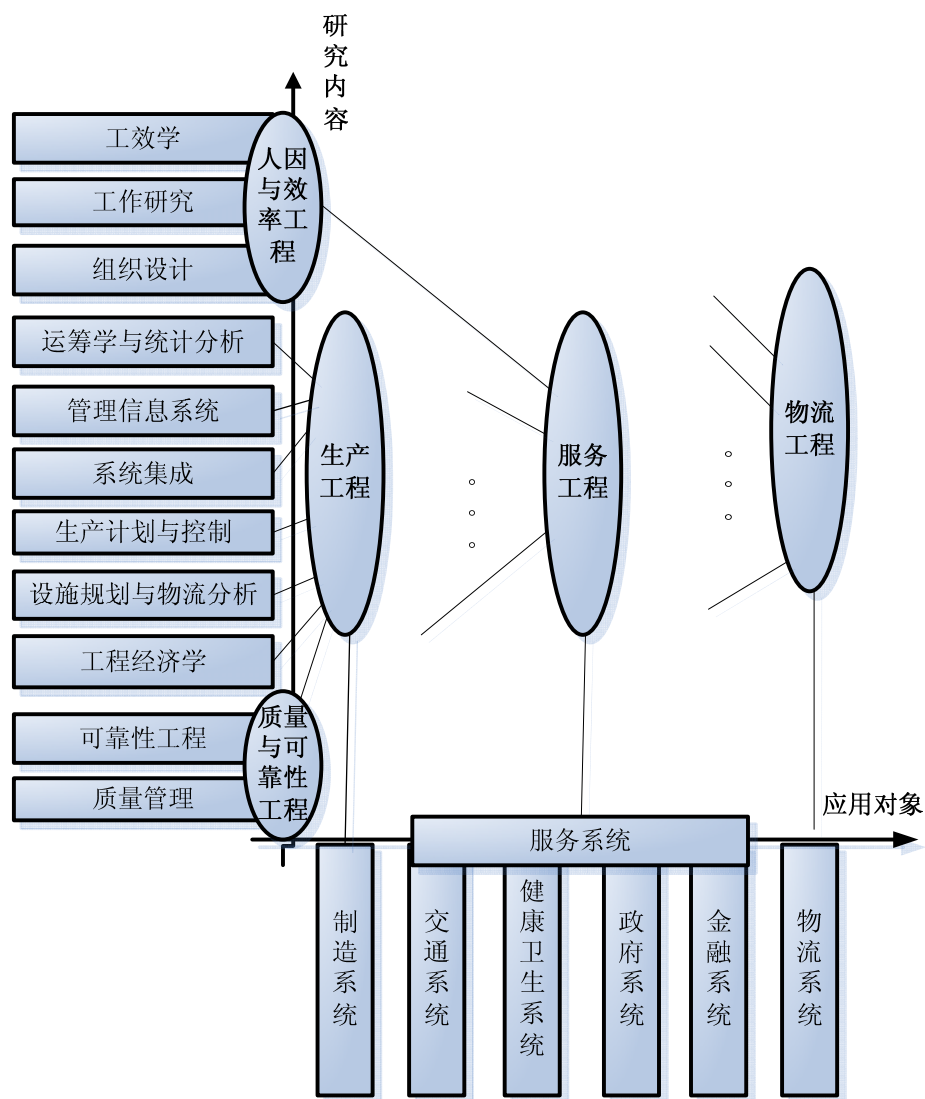 研究内容
工效学
工作研究
组织设计
人因
与效
率工
程
运筹学与统计分析
管理信息系统
系统集成
生产计划与控制
设施规划与物流分析
工程经济学
可靠性工程
质量管理
质量
与可
靠性
工程
生产
工程
服务
工程
物流
工程
应用对象
服务系统
制造系统
交通系统
健康卫生系统
政府系统
金融系统
物流系统